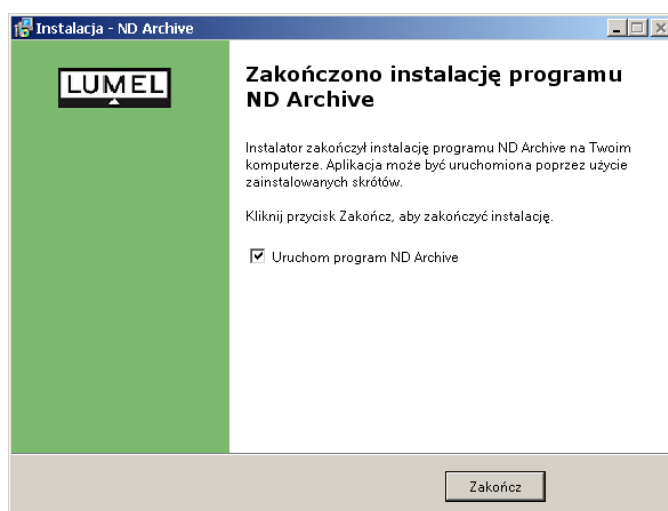 Instalacja - ND Archive
LUMEL
Zakończono instalację programu
ND Archive
Instalator zakończył instalację programu ND Archive na Twoim
komputerze. Aplikacja może być uruchomiona poprzez użycie
zainstalowanych skrótów.
Kliknij przycisk Zakończ, aby zakończyć instalację.
Uruchom program ND Archive
Zakończ